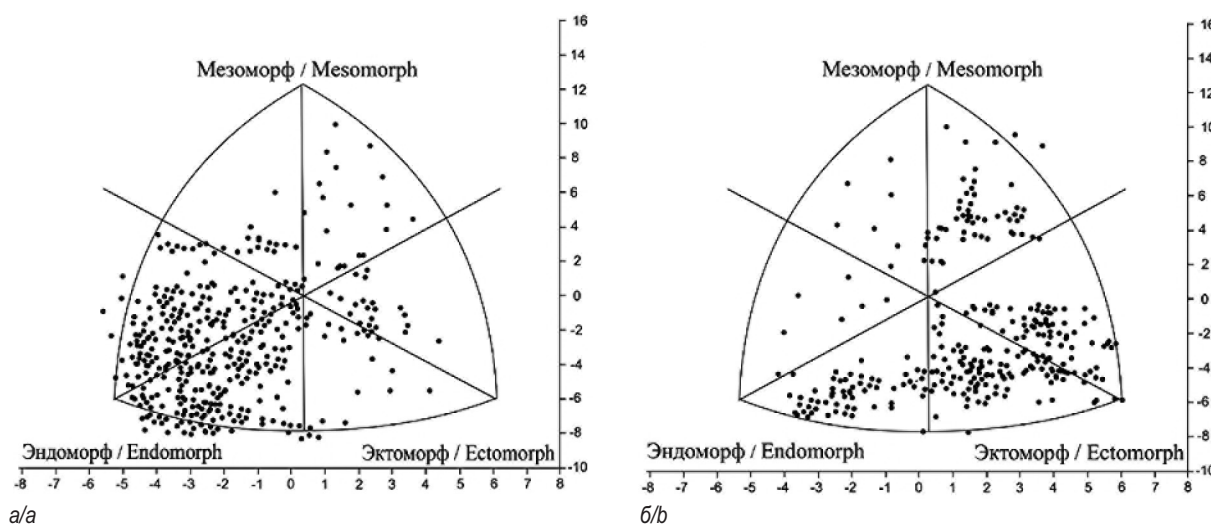 16
14
Мезоморф / Mesomorph
12
10
8
6
4
2
0
-2
-4
-6
-8
Эндоморф / Endomorph
Эктоморф / Ectomorph
-10
-8 -7 -6 -5 -4 -3 -2 -1 0 1 2 3 4 5 6 7 8
а/a
16
14
Мезоморф / Mesomorph
12
10
8
6
4
2
0
-2
-4
-6
-8
Эндоморф / Endomorph
Эктоморф / Ectomorph
-10
-8 -7 -6 -5 -4 -3 -2 -1 0 1 2 3 4 5 6 7 8
б/b